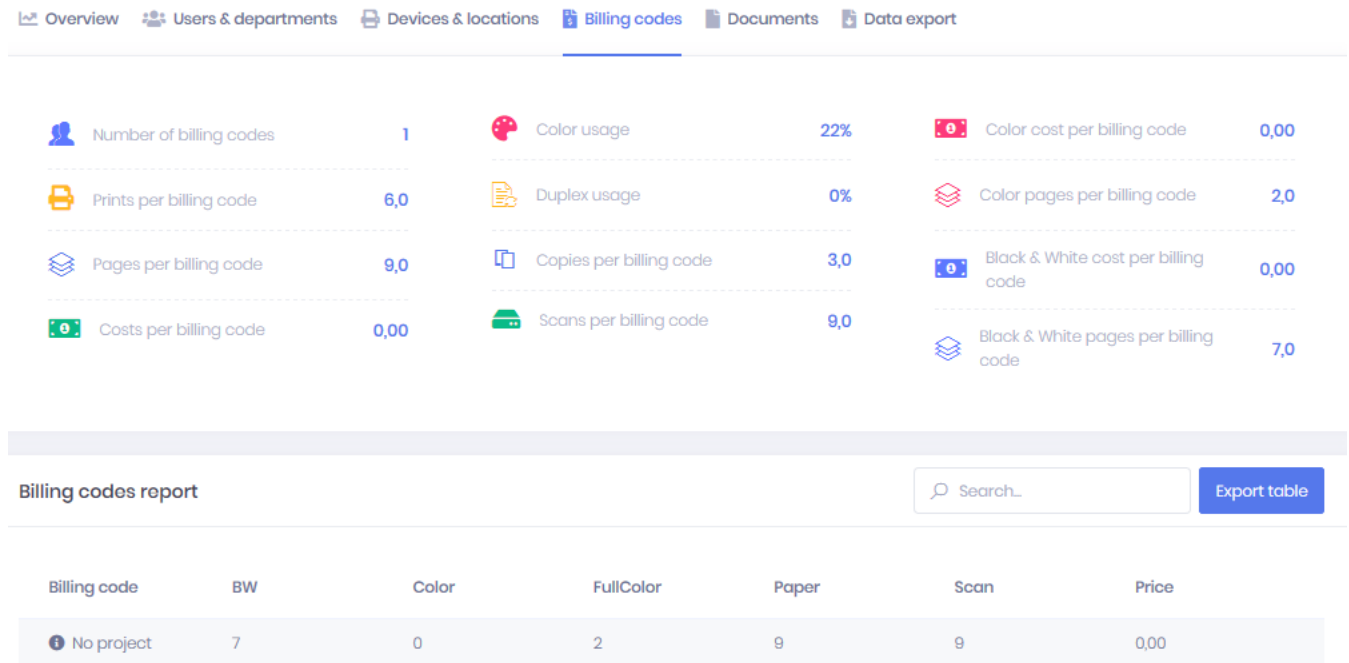 Overview Users & departments Devices & locations Billing codes Documents Data export
Number of billing codes 1
Prints per billing code 6,0
Pages per billing code 9,0
Costs per billing code 0,00
Color usage 22%
Duplex usage 0%
Copies per billing code 3,0
Scans per billing code 9,0
Color cost per billing code 0,00
Color pages per billing code 2,0
Black & White cost per billing
code 0,00
Black & White pages per billing
code 7,0
Billing codes report Search... Export table
Billing code BW Color FullColor Paper Scan Price
No project 7 0 2 9 9 0,00